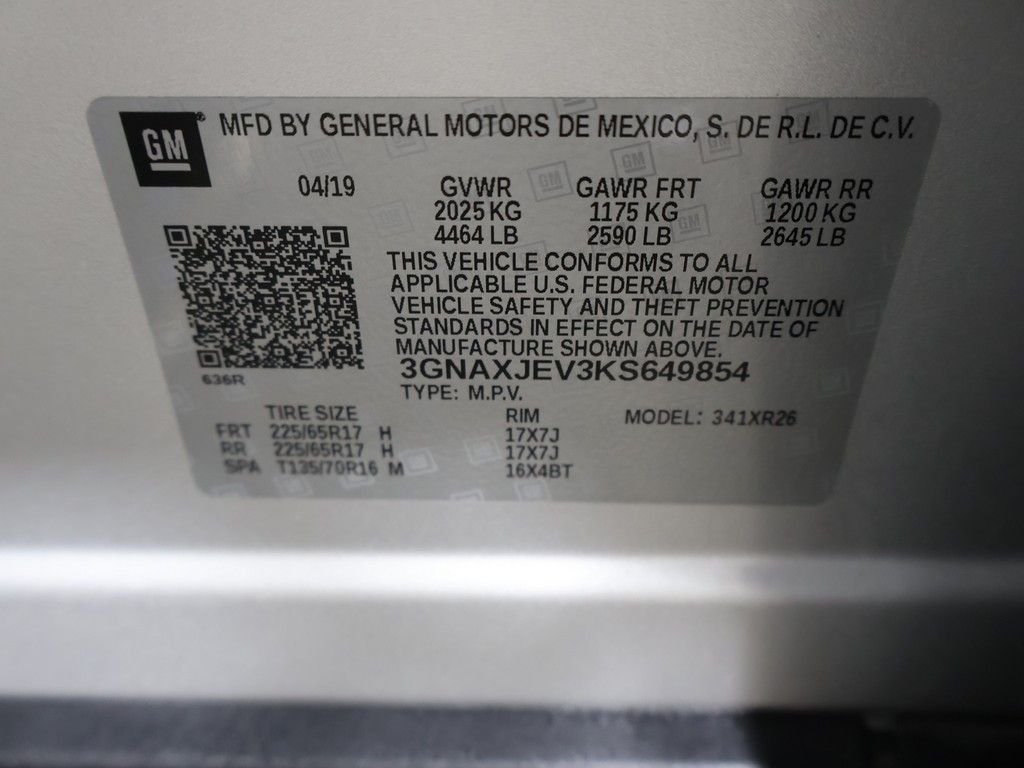 GM® MFD BY GENERAL MOTORS DE MEXICO, S. DE R.L. DE C.V.
04/19 GVWR GAWR FRT GAWR RR
2025 KG 1175 KG 1200 KG
4464 LB 2590 LB 2645 LB
THIS VEHICLE CONFORMS TO ALL
APPLICABLE U.S. FEDERAL MOTOR
VEHICLE SAFETY AND THEFT PREVENTION
STANDARDS IN EFFECT ON THE DATE OF
MANUFACTURE SHOWN ABOVE.
3GNAXJEV3KS649854
636R
TYPE: M.P.V.
TIRE SIZE RIM MODEL: 341XR26
FRT 225/65R17 H 17X7J
RR 225/65R17 H 17X7J
SPA T135/70R16 M 16X4BT